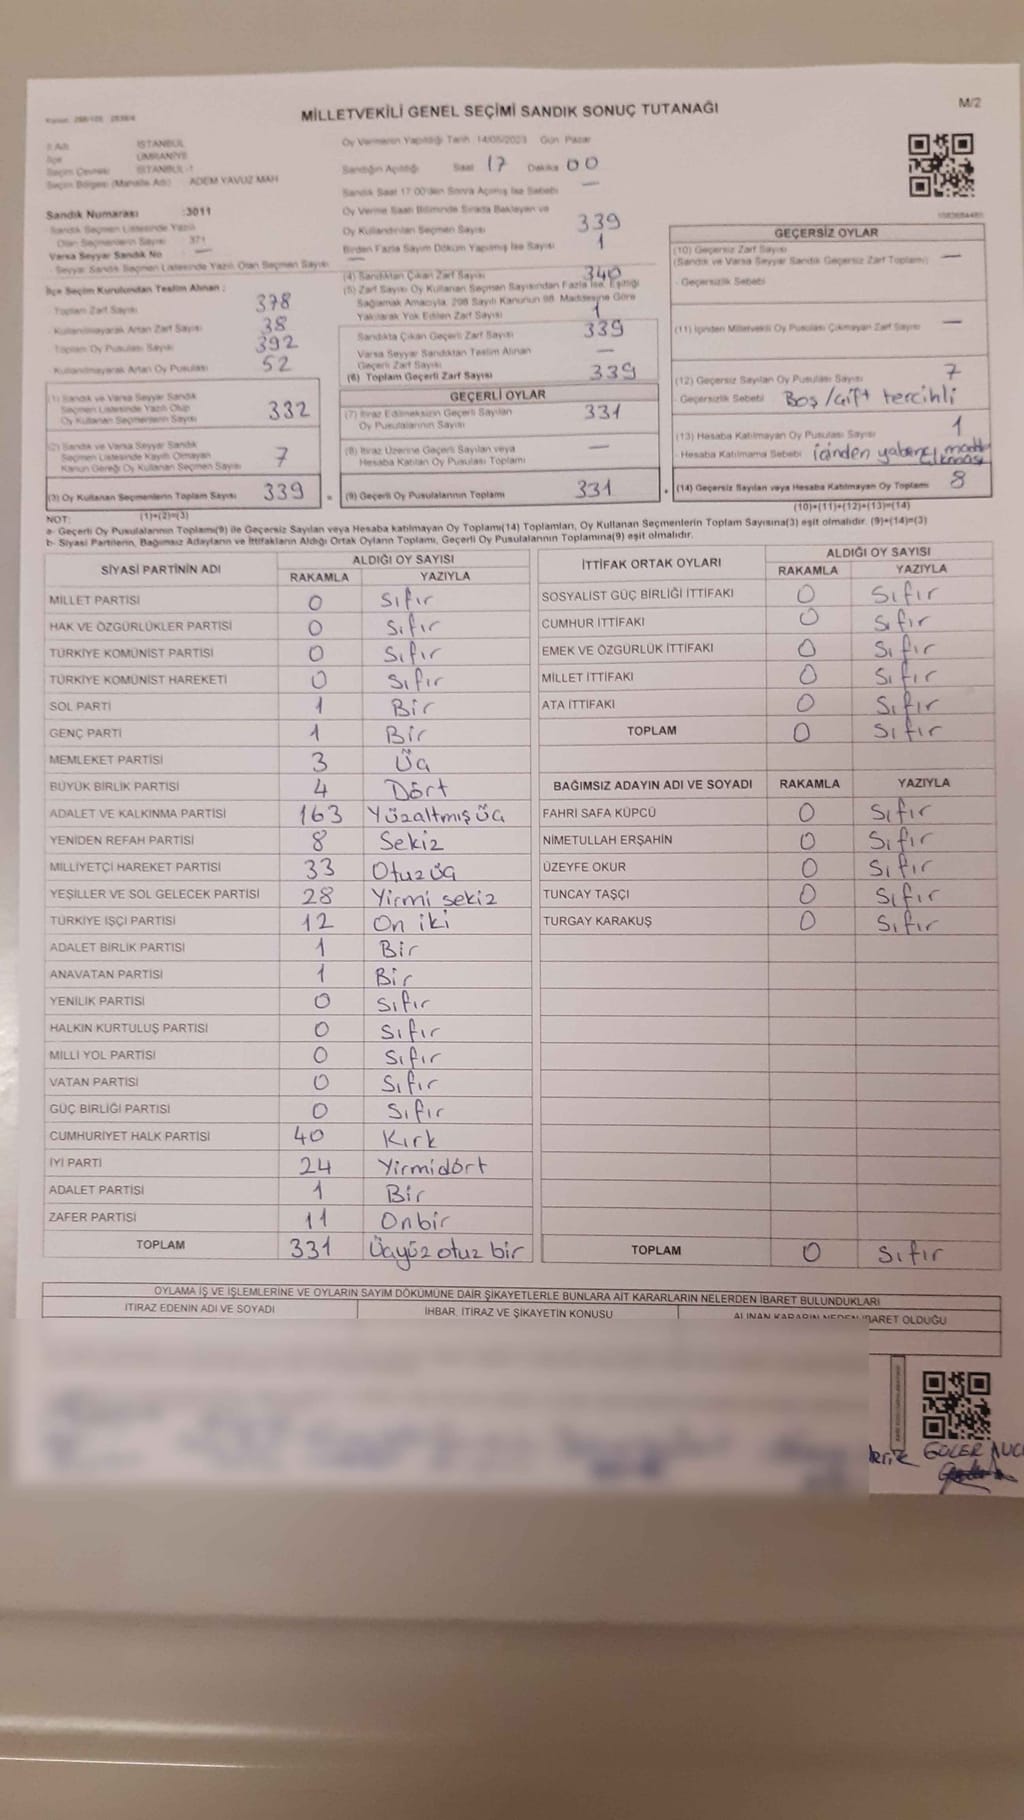 M/2
MİLLETVEKİLİ GENEL SEÇİMİ SANDIK SONUÇ TUTANAĞI
İl Adı İSTANBUL
İlçe ÜMRANİYE
Seçim Çevresi İSTANBUL-1
Seçim Bölgesi (Mahalle Adı) ADEM YAVUZ MAH
Sandık Numarası :3011
Sandık Seçmen Listesinde Yazılı
Olan Seçmenlerin Sayısı 371
Varsa Seyyar Sandık No —
Seyyar Sandık Seçmen Listesinde Yazılı Olan Seçmen Sayısı —
İlçe Seçim Kurulundan Teslim Alınan :
Toplam Zarf Sayısı 378
Kullanılmayarak Artan Zarf Sayısı 38
Toplam Oy Pusulası Sayısı 392
Kullanılmayarak Artan Oy Pusulası 52
(1) Sandık ve Varsa Seyyar Sandık
Seçmen Listesinde Yazılı Olup
Oy Kullanan Seçmenlerin Sayısı 332
(2) Sandık ve Varsa Seyyar Sandık
Seçmen Listesinde Kayıtlı Olmayan
Kanun Gereği Oy Kullanan Seçmen Sayısı 7
(3) Oy Kullanan Seçmenlerin Toplam Sayısı 339
(1)+(2)=(3)
Oy Vermenin Yapıldığı Tarih :14/05/2023 Gün Pazar
Sandığın Açıldığı Saat 17 Dakika 00
Sandık Saat 17:00'den Sonra Açılmış İse Sebebi —
Oy Verme Saati Bitiminde Sırada Bekleyen ve
Oy Kullandırılan Seçmen Sayısı 339
Birden Fazla Sayım Döküm Yapılmış İse Sayısı 1
(4) Sandıktan Çıkan Zarf Sayısı 340
(5) Zarf Sayısı Oy Kullanan Seçmen Sayısından Fazla İse, Eşitliği
Sağlamak Amacıyla, 298 Sayılı Kanunun 98. Maddesine Göre
Yakılarak Yok Edilen Zarf Sayısı 1
Sandıkta Çıkan Geçerli Zarf Sayısı 339
Varsa Seyyar Sandıktan Teslim Alınan
Geçerli Zarf Sayısı —
(6) Toplam Geçerli Zarf Sayısı 339
GEÇERLİ OYLAR
(7) İtiraz Edilmeksizin Geçerli Sayılan
Oy Pusulalarının Sayısı 331
(8) İtiraz Üzerine Geçerli Sayılan veya
Hesaba Katılan Oy Pusulası Toplamı —
= (9) Geçerli Oy Pusulalarının Toplamı 331
GEÇERSİZ OYLAR
(10) Geçersiz Zarf Sayısı
(Sandık ve Varsa Seyyar Sandık Geçersiz Zarf Toplamı) —
- Geçersizlik Sebebi
(11) İçinden Milletvekili Oy Pusulası Çıkmayan Zarf Sayısı —
(12) Geçersiz Sayılan Oy Pusulası Sayısı 7
- Geçersizlik Sebebi Boş/Çift tercihli
(13) Hesaba Katılmayan Oy Pusulası Sayısı 1
- Hesaba Katılmama Sebebi İçinden yabancı madde çıkması
+ (14) Geçersiz Sayılan veya Hesaba Katılmayan Oy Toplamı 8
(10)+(11)+(12)+(13)=(14)
NOT:
a- Geçerli Oy Pusulalarının Toplamı(9) ile Geçersiz Sayılan veya Hesaba katılmayan Oy Toplamı(14) Toplamları, Oy Kullanan Seçmenlerin Toplam Sayısına(3) eşit olmalıdır. (9)+(14)=(3)
b- Siyasi Partilerin, Bağımsız Adayların ve İttifakların Aldığı Ortak Oyların Toplamı, Geçerli Oy Pusulalarının Toplamına(9) eşit olmalıdır.
SİYASİ PARTİNİN ADI ALDIĞI OY SAYISI
RAKAMLA YAZIYLA
MİLLET PARTİSİ 0 Sıfır
HAK VE ÖZGÜRLÜKLER PARTİSİ 0 Sıfır
TÜRKİYE KOMÜNİST PARTİSİ 0 Sıfır
TÜRKİYE KOMÜNİST HAREKETİ 0 Sıfır
SOL PARTİ 1 Bir
GENÇ PARTİ 1 Bir
MEMLEKET PARTİSİ 3 Üç
BÜYÜK BİRLİK PARTİSİ 4 Dört
ADALET VE KALKINMA PARTİSİ 163 Yüzaltmışüç
YENİDEN REFAH PARTİSİ 8 Sekiz
MİLLİYETÇİ HAREKET PARTİSİ 33 Otuzüç
YEŞİLLER VE SOL GELECEK PARTİSİ 28 Yirmi sekiz
TÜRKİYE İŞÇİ PARTİSİ 12 On iki
ADALET BİRLİK PARTİSİ 1 Bir
ANAVATAN PARTİSİ 1 Bir
YENİLİK PARTİSİ 0 Sıfır
HALKIN KURTULUŞ PARTİSİ 0 Sıfır
MİLLİ YOL PARTİSİ 0 Sıfır
VATAN PARTİSİ 0 Sıfır
GÜÇ BİRLİĞİ PARTİSİ 0 Sıfır
CUMHURİYET HALK PARTİSİ 40 Kırk
İYİ PARTİ 24 Yirmidört
ADALET PARTİSİ 1 Bir
ZAFER PARTİSİ 11 Onbir
TOPLAM 331 Üçyüz otuz bir
İTTİFAK ORTAK OYLARI ALDIĞI OY SAYISI
RAKAMLA YAZIYLA
SOSYALİST GÜÇ BİRLİĞİ İTTİFAKI 0 Sıfır
CUMHUR İTTİFAKI 0 Sıfır
EMEK VE ÖZGÜRLÜK İTTİFAKI 0 Sıfır
MİLLET İTTİFAKI 0 Sıfır
ATA İTTİFAKI 0 Sıfır
TOPLAM 0 Sıfır
BAĞIMSIZ ADAYIN ADI VE SOYADI RAKAMLA YAZIYLA
FAHRİ SAFA KÜPCÜ 0 Sıfır
NİMETULLAH ERŞAHİN 0 Sıfır
ÜZEYFE OKUR 0 Sıfır
TUNCAY TAŞÇI 0 Sıfır
TURGAY KARAKUŞ 0 Sıfır
TOPLAM 0 Sıfır
OYLAMA İŞ VE İŞLEMLERİNE VE OYLARIN SAYIM DÖKÜMÜNE DAİR ŞİKAYETLERLE BUNLARA AİT KARARLARIN NELERDEN İBARET BULUNDUKLARI
İTİRAZ EDENİN ADI VE SOYADI İHBAR, İTİRAZ VE ŞİKAYETİN KONUSU ALINAN KARARIN NEDEN İBARET OLDUĞU
GÜLER